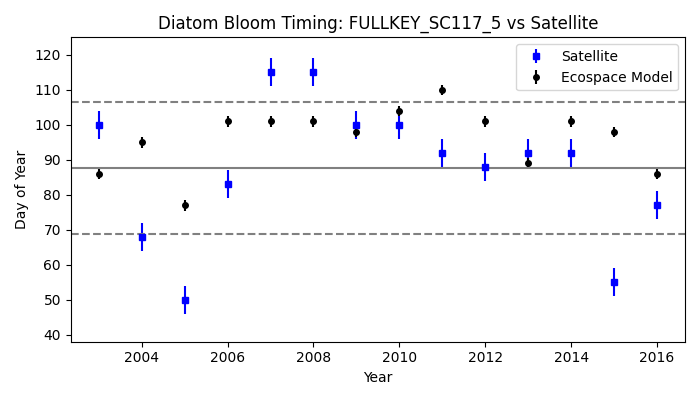 Diatom Bloom Timing: FULLKEY_SC117_5 vs Satellite
120
110
100
90
80
70
60
50
40
Day of Year
Satellite
Ecospace Model
2004 2006 2008 2010 2012 2014 2016
Year